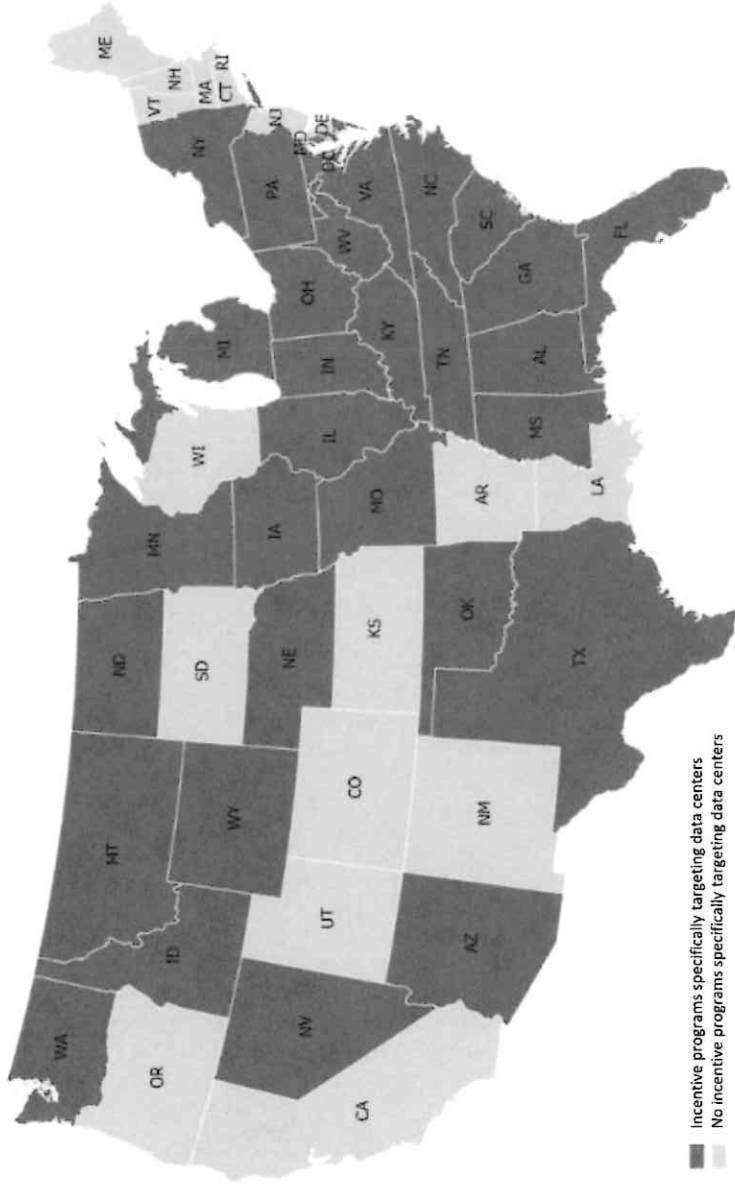 WA
MT
ND
MN
ME
VT
NH
OR
ID
WY
SD
WI
MI
NY
MA
CT
RI
NV
UT
CO
NE
IA
IL
IN
OH
PA
NJ
CA
AZ
NM
KS
MO
KY
WV
VA
MD
DC
DE
OK
AR
TN
NC
TX
LA
MS
AL
GA
SC
FL
Incentive programs specifically targeting data centers
No incentive programs specifically targeting data centers